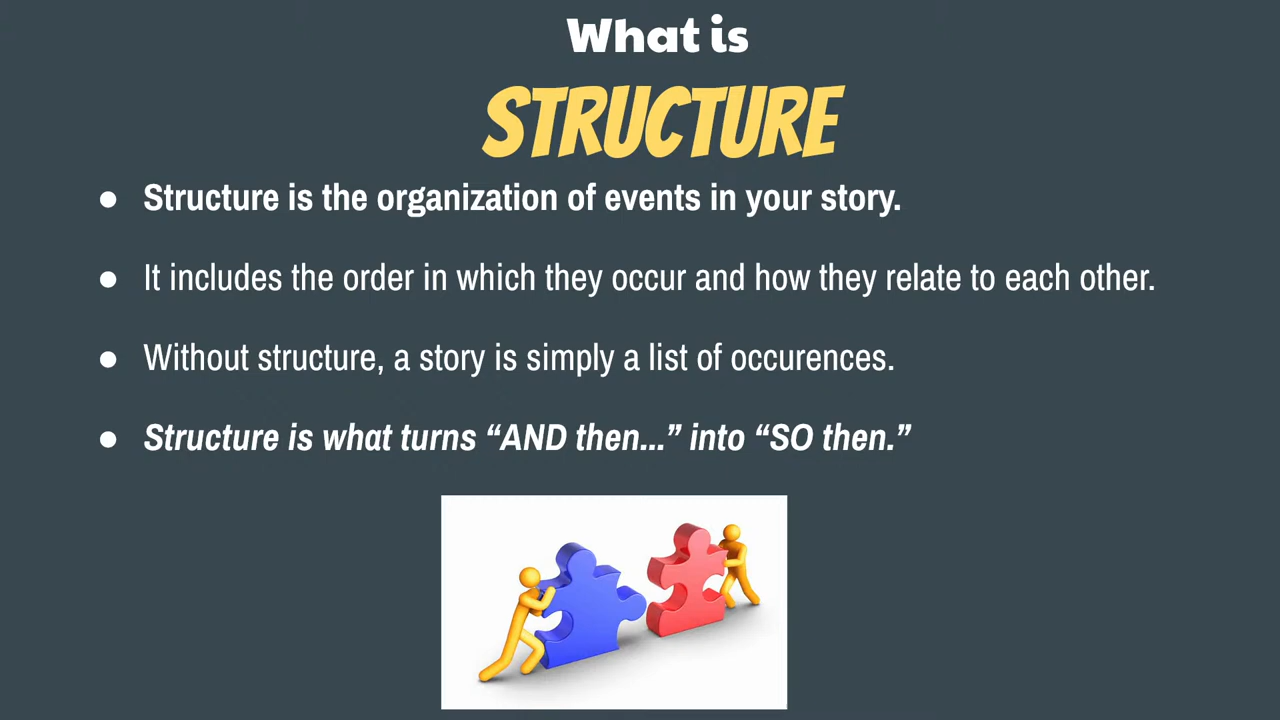 What is
STRUCTURE
● Structure is the organization of events in your story.
● It includes the order in which they occur and how they relate to each other.
● Without structure, a story is simply a list of occurences.
● Structure is what turns “AND then...” into “SO then.”